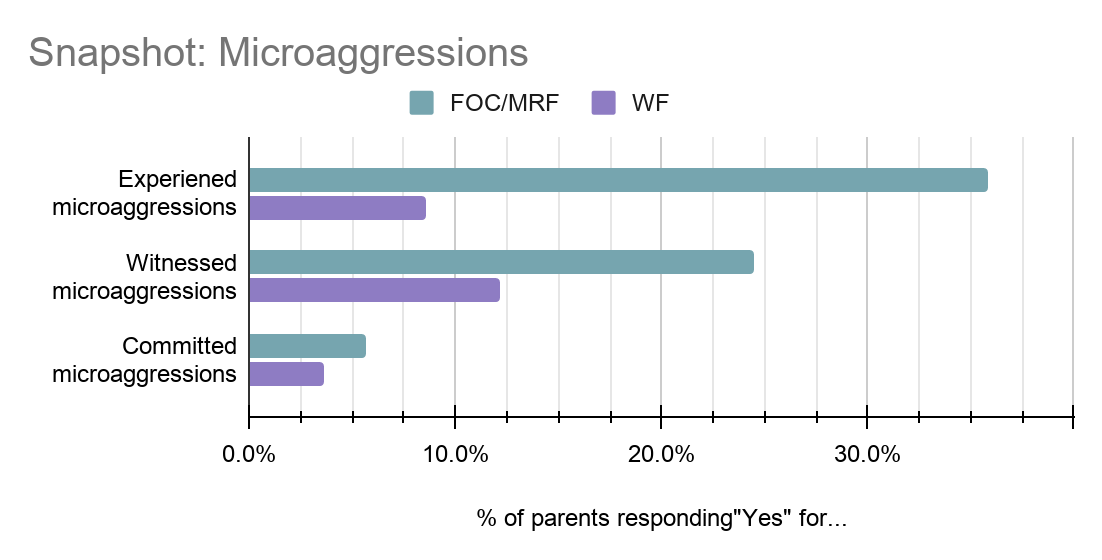 Snapshot: Microaggressions
FOC/MRF
WF
Experiened
microaggressions
Witnessed
microaggressions
Committed
microaggressions
0.0%
10.0%
20.0%
30.0%
% of parents responding"Yes" for...